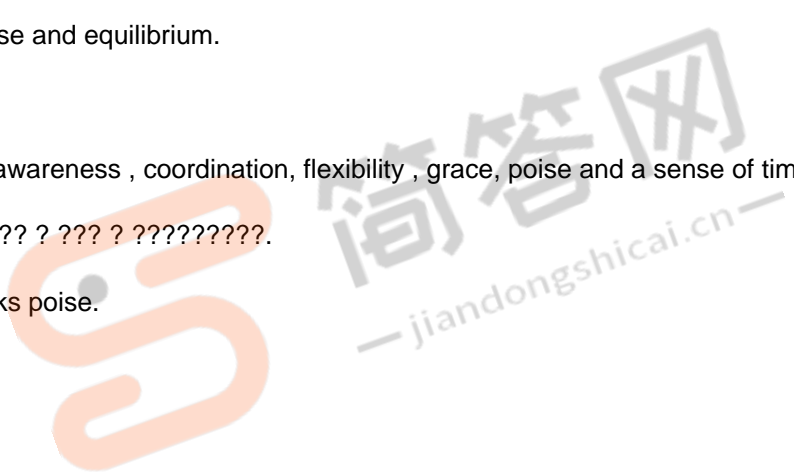 se and equilibrium.
awareness , coordination, flexibility , grace, poise and a sense of tim
?? ? ??? ? ?????????.
ks poise.
简答网
jiandongshicai.cn